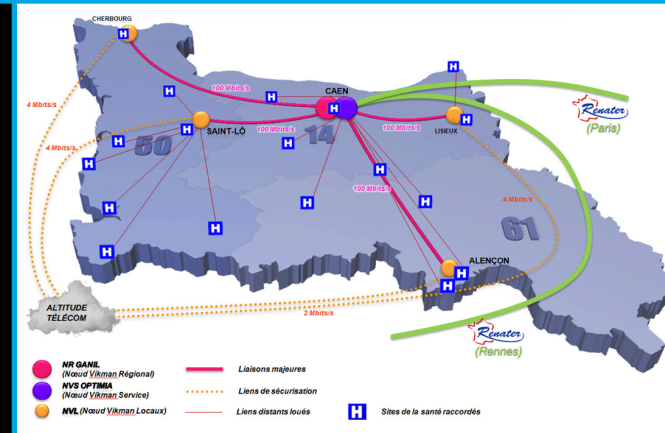 CHERBOURG
4 Mbits/s
100 Mbits/s
CAEN
H
Renater
(Paris)
4 Mbits/s
50
SAINT-LÔ
100 Mbits/s
14
100 Mbits/s
LISIEUX
100 Mbits/s
4 Mbits/s
61
ALENÇON
ALTITUDE
TÉLÉCOM
2 Mbits/s
Renater
(Rennes)
NR GANIL
(Nœud Vikman Régional)
Liaisons majeures
NVS OPTIMIA
(Nœud Vikman Service)
Liens de sécurisation
NVL (Nœud Vikman Locaux)
Liens distants loués
H Sites de la santé raccordés